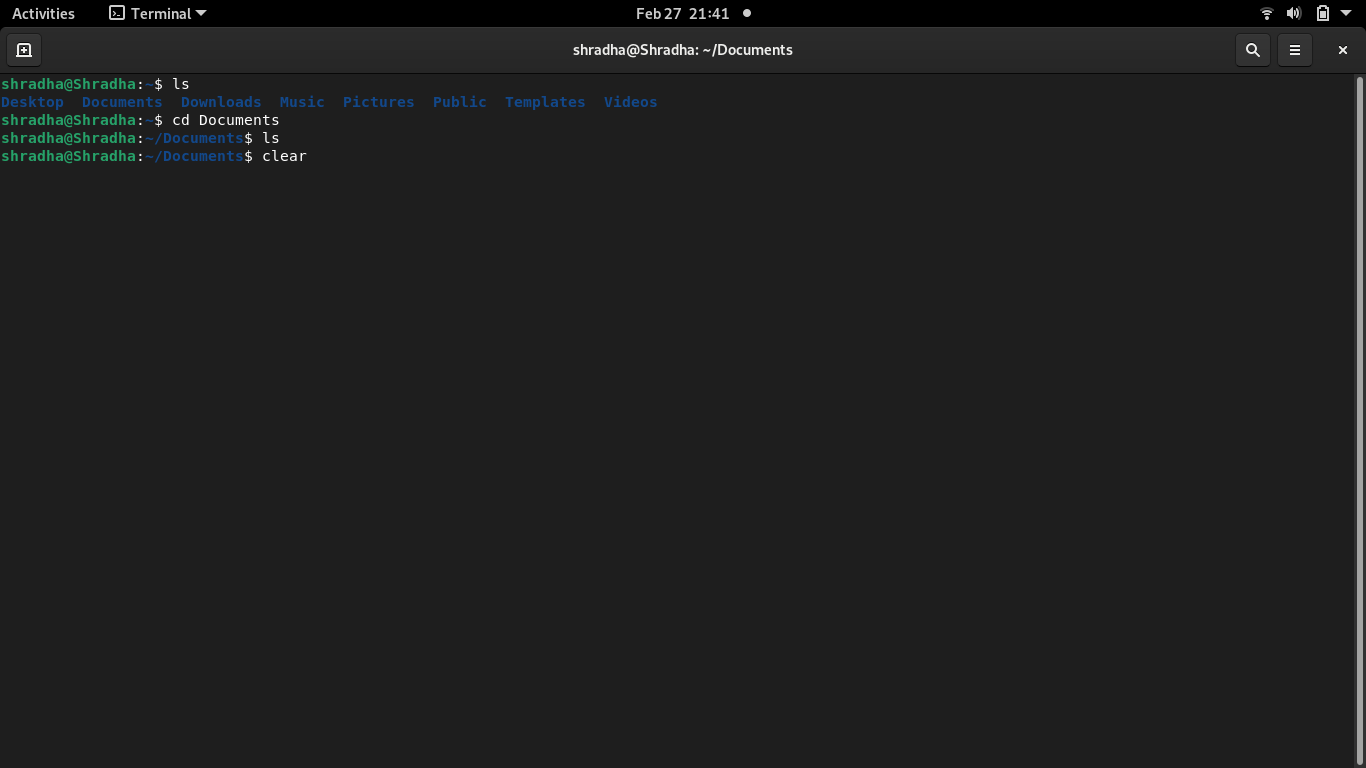 Activities Terminal Feb 27 21:41
shradha@Shradha: ~/Documents
shradha@Shradha:~$ ls
Desktop Documents Downloads Music Pictures Public Templates Videos
shradha@Shradha:~$ cd Documents
shradha@Shradha:~/Documents$ ls
shradha@Shradha:~/Documents$ clear